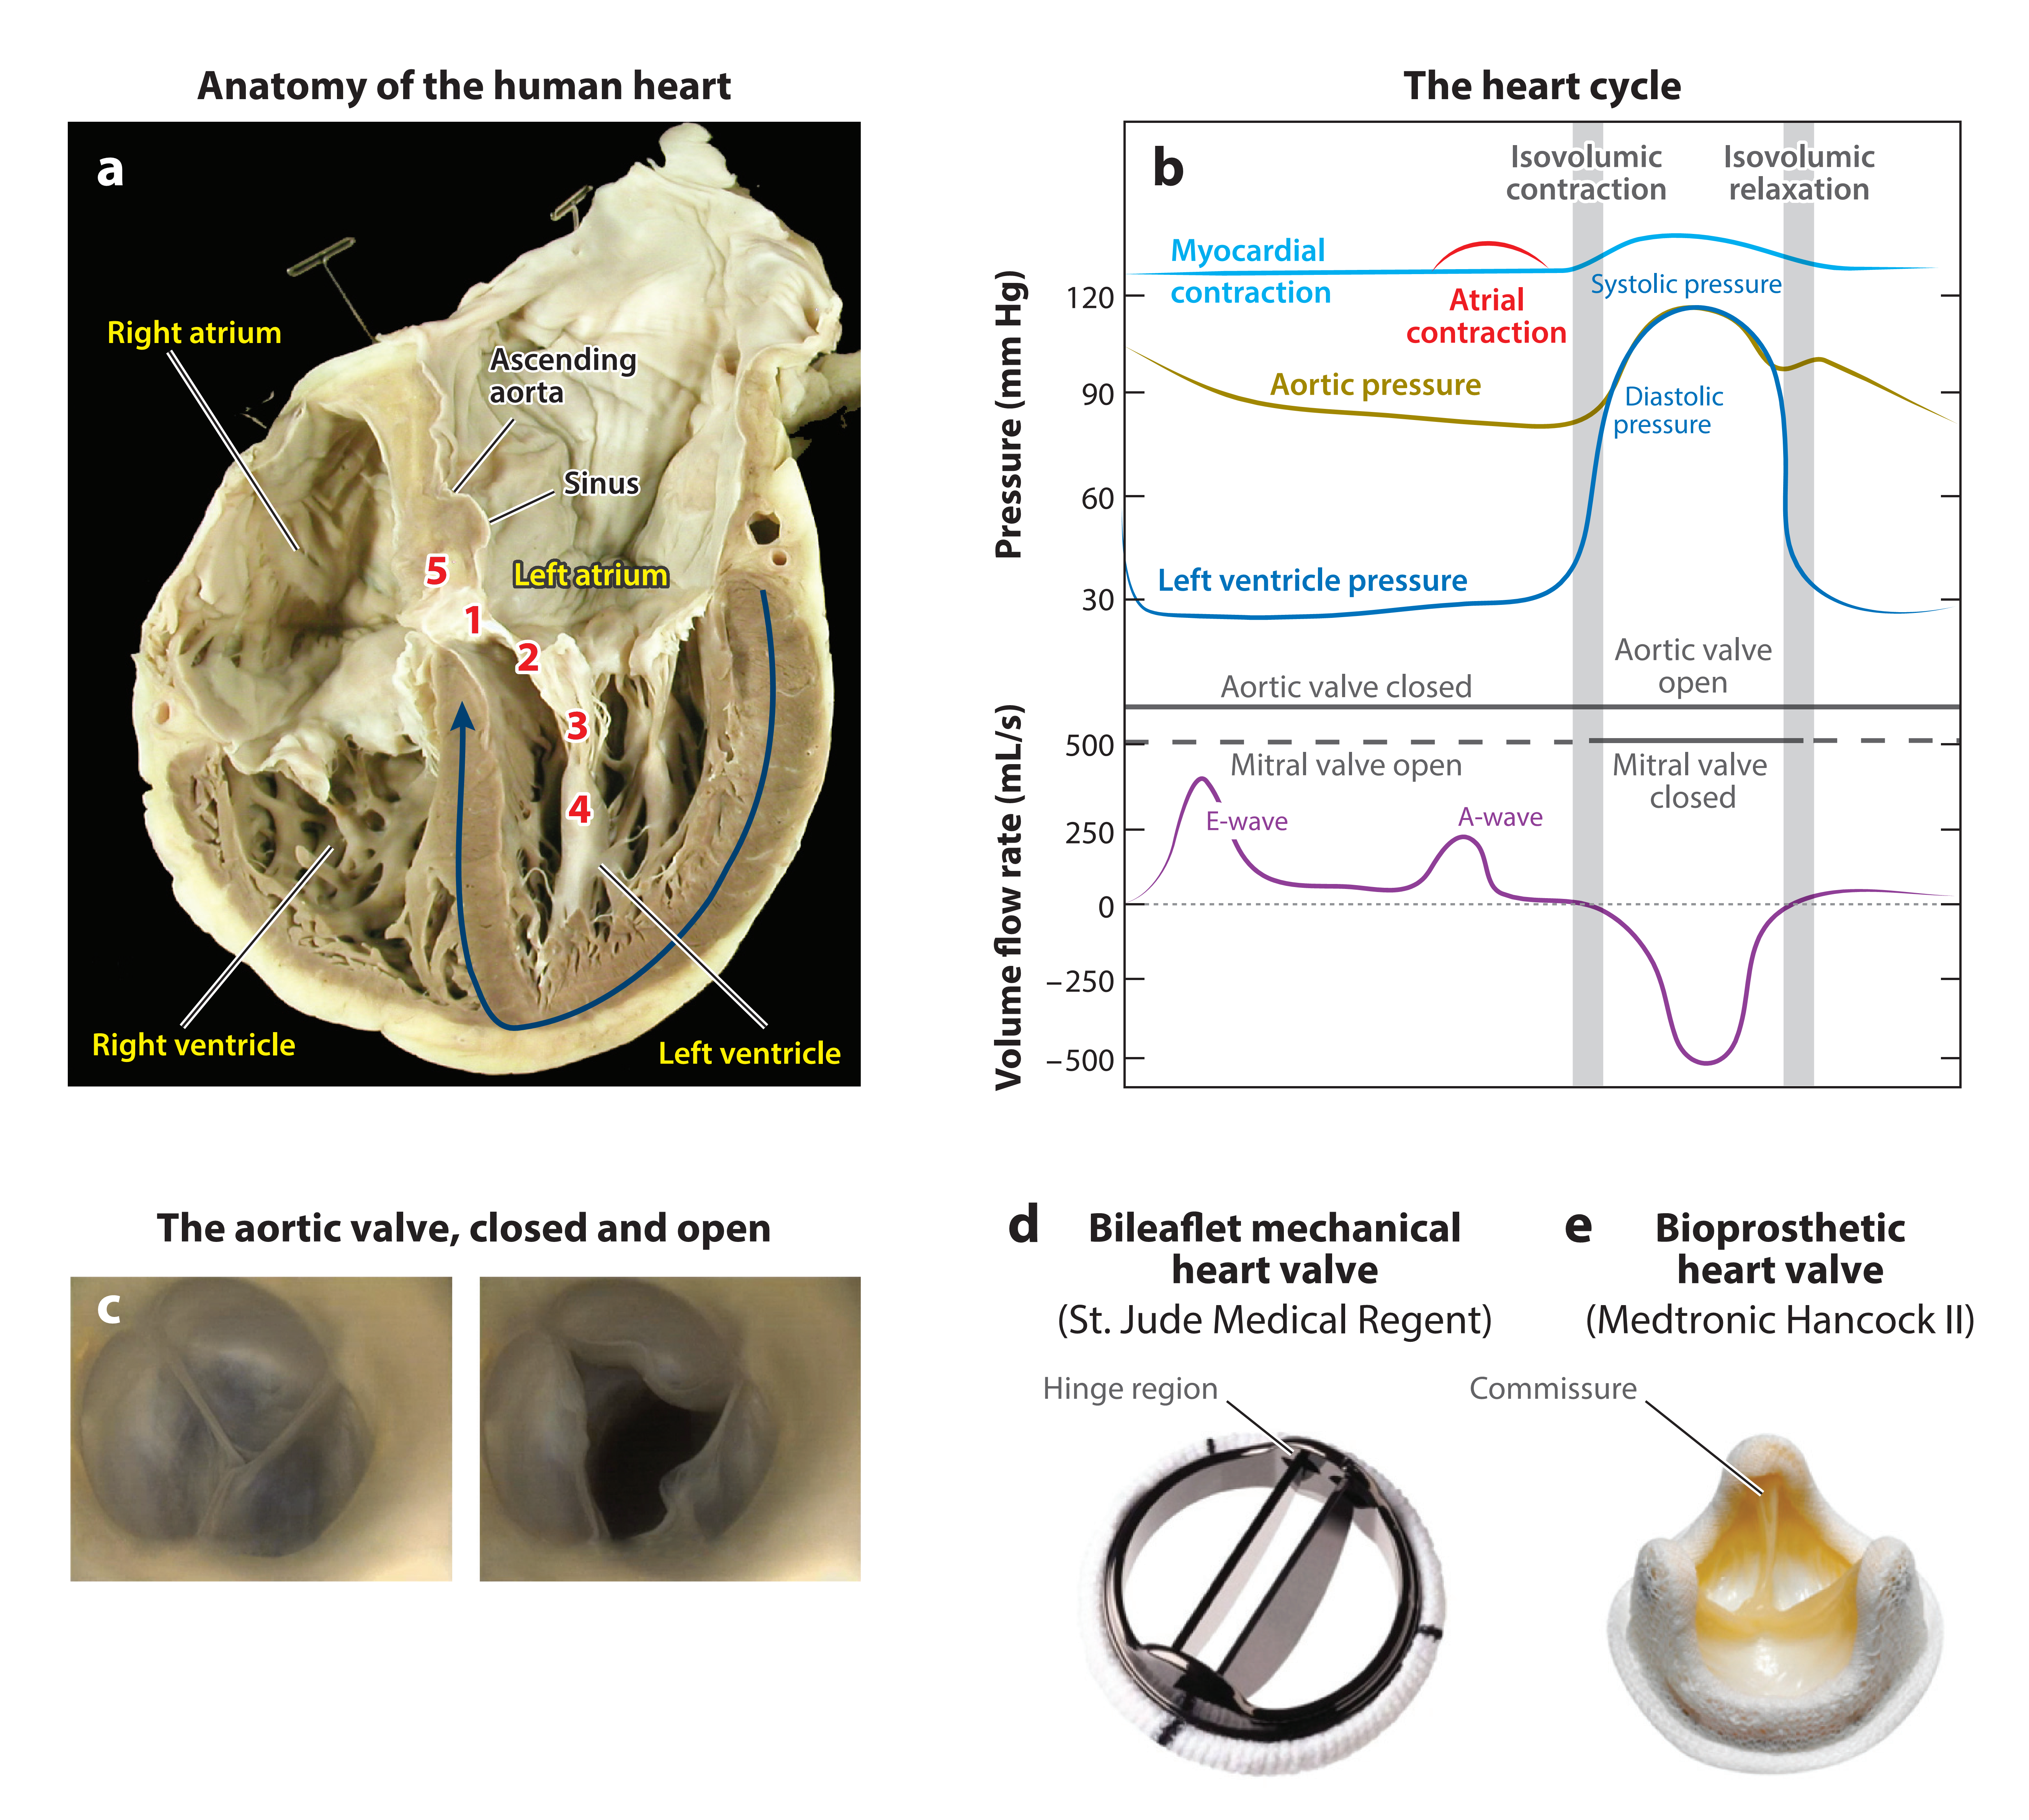 Anatomy of the human heart
a
Right atrium
Ascending
aorta
Sinus
5
Left atrium
1
2
3
4
Right ventricle
Left ventricle
The heart cycle
b
Isovolumic
contraction
Isovolumic
relaxation
Myocardial
contraction
Atrial
contraction
Systolic pressure
Aortic pressure
Diastolic
pressure
Left ventricle pressure
Pressure (mm Hg)
120
90
60
30
Aortic valve closed
Aortic valve
open
Mitral valve open
Mitral valve
closed
E-wave
A-wave
Volume flow rate (mL/s)
500
250
0
–250
–500
The aortic valve, closed and open
c
d
Bileaflet mechanical
heart valve
(St. Jude Medical Regent)
Hinge region
e
Bioprosthetic
heart valve
(Medtronic Hancock II)
Commissure